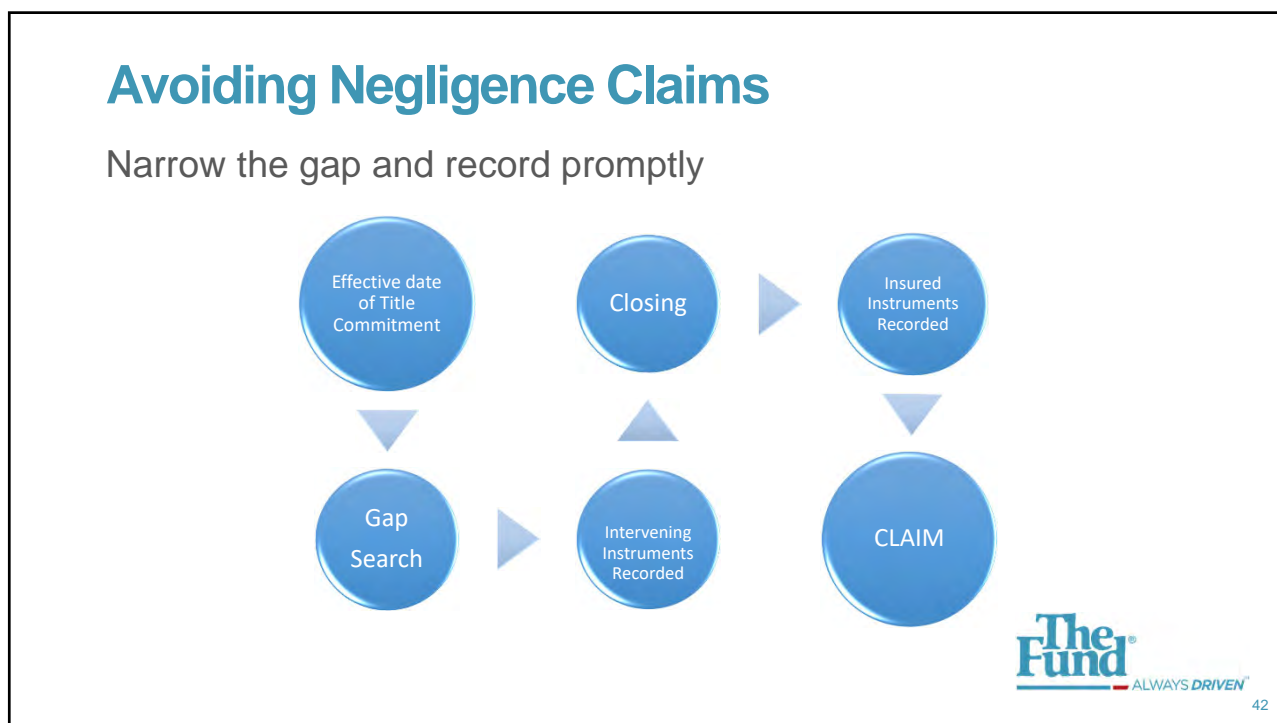 Avoiding Negligence Claims
Narrow the gap and record promptly
Effective date
of Title
Commitment
Gap
Search
Intervening
Instruments
Recorded
Closing
Insured
Instruments
Recorded
CLAIM
The
Fund®
ALWAYS DRIVEN™
42